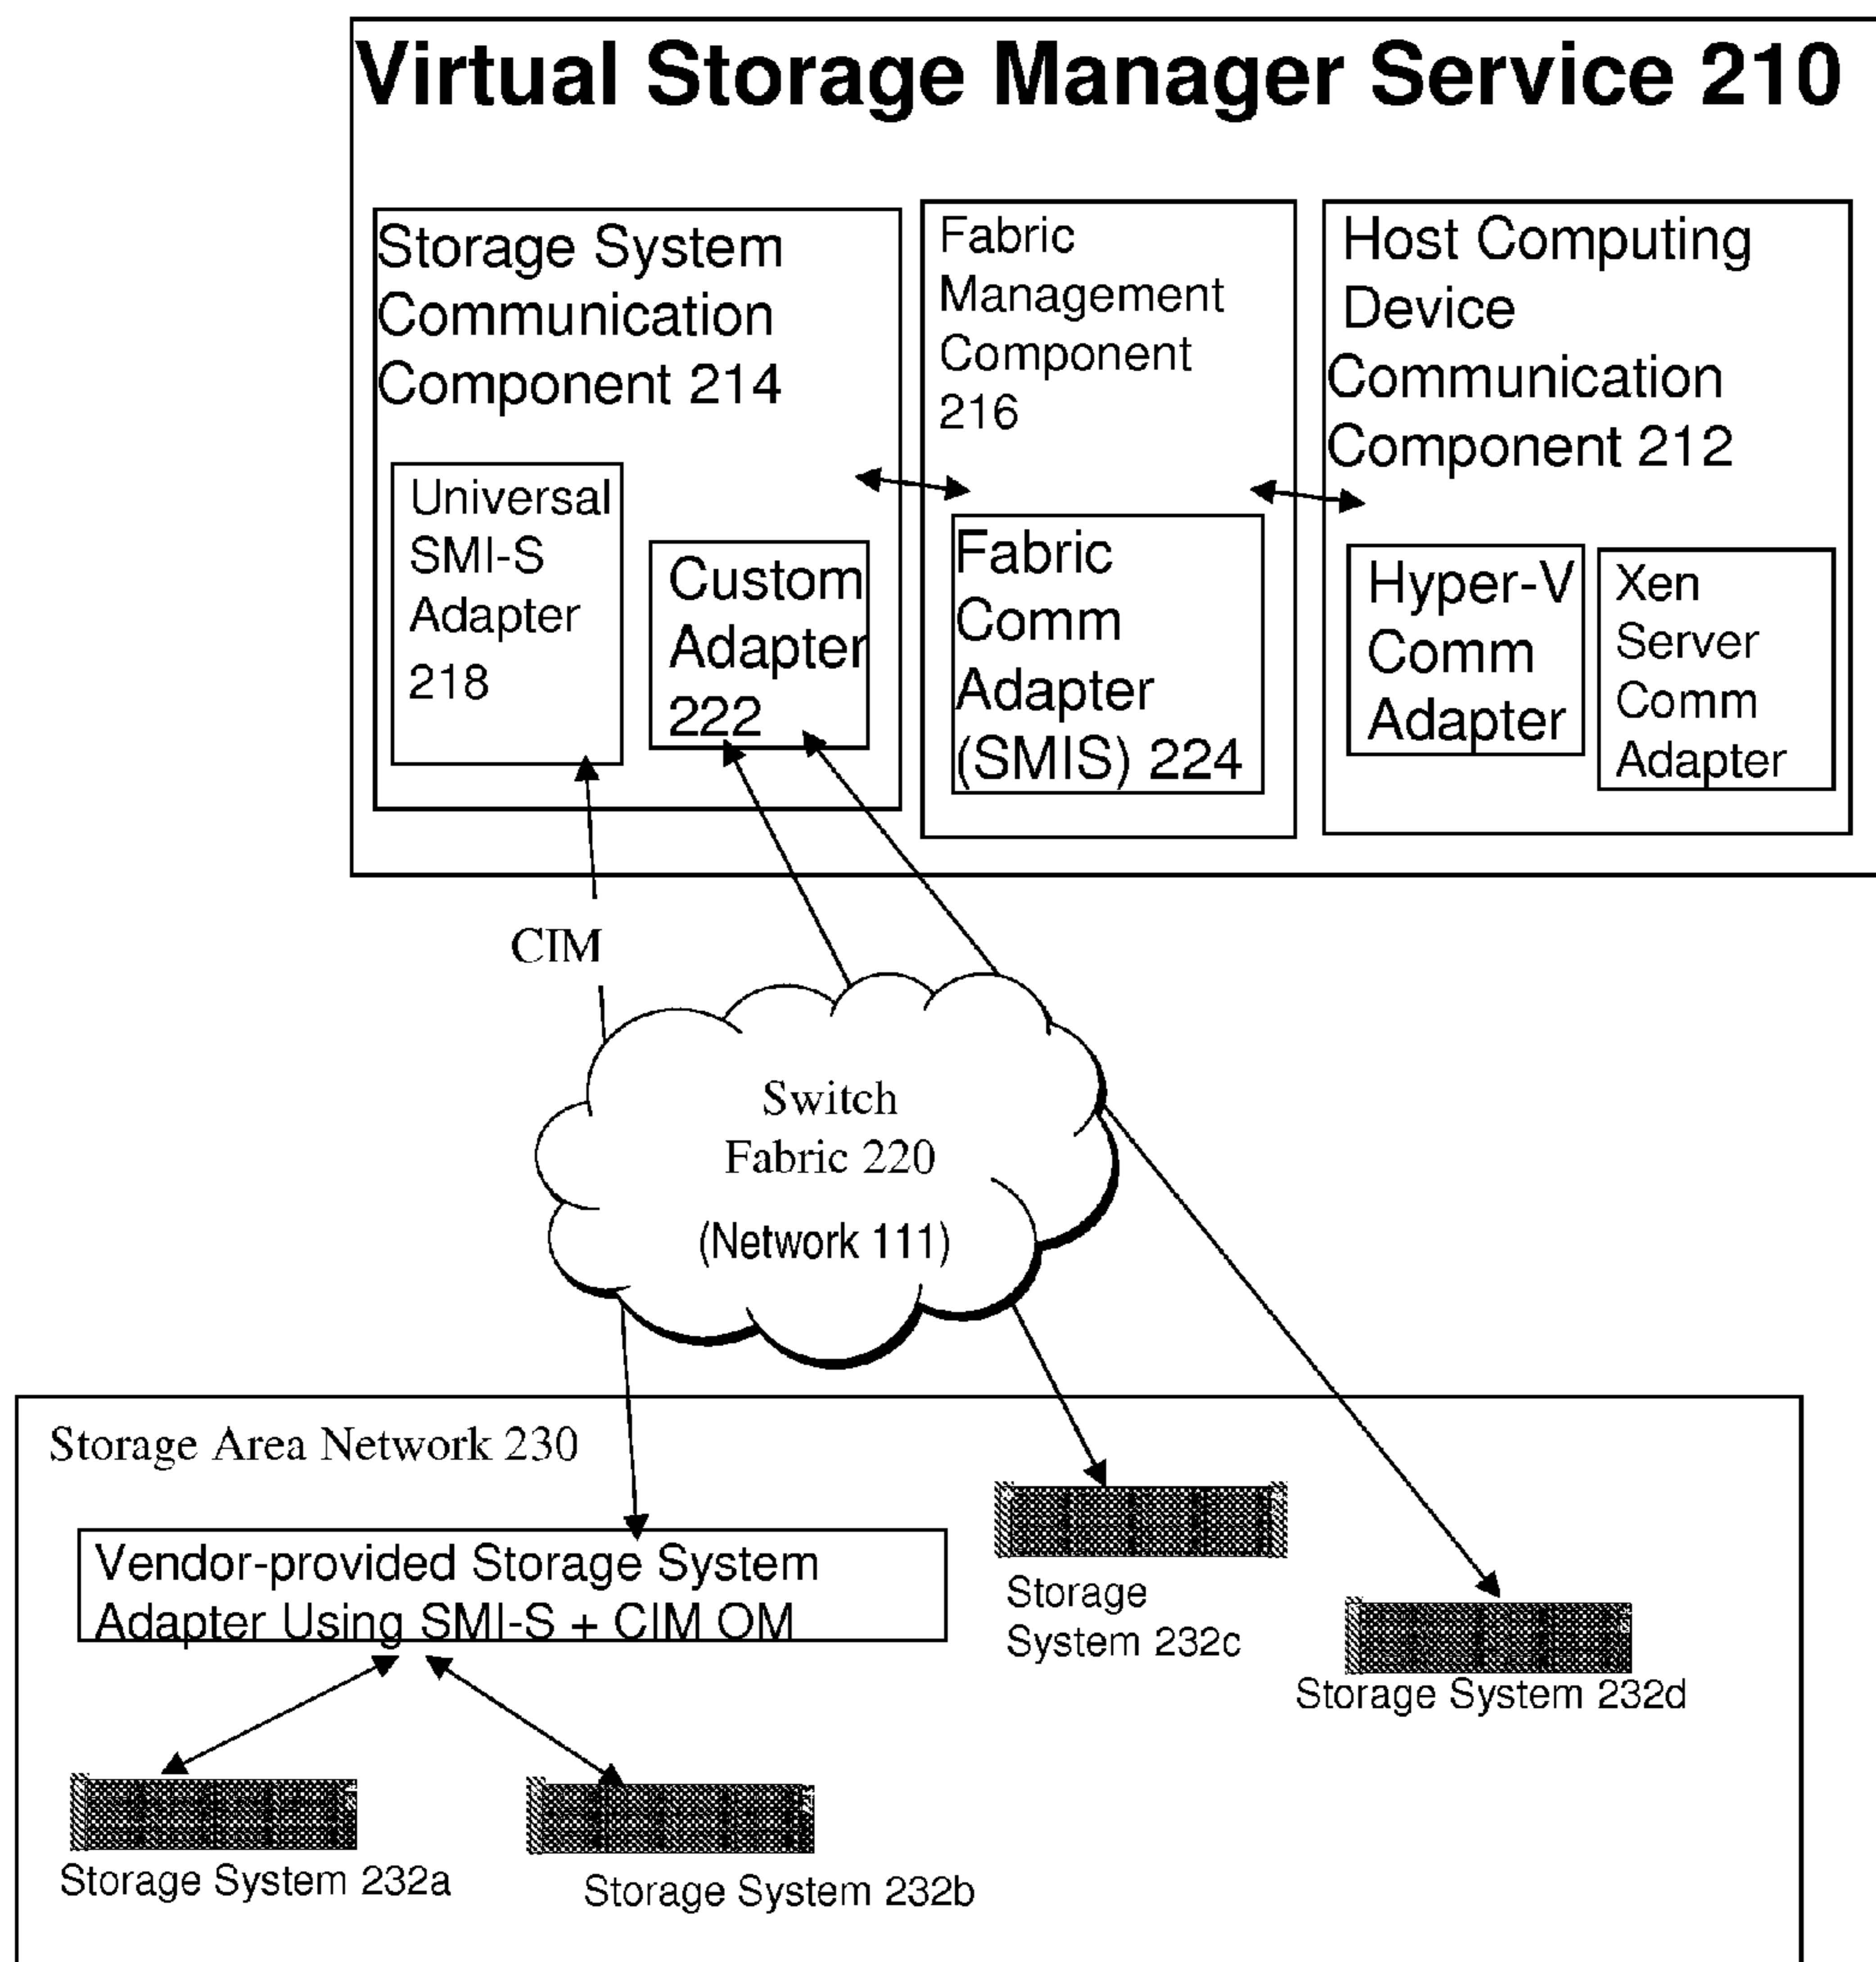 Virtual Storage Manager Service 210
Storage System
Communication
Component 214
Universal
SMI-S
Adapter
218
Custom
Adapter
222
Fabric
Management
Component
216
Fabric
Comm
Adapter
(SMIS) 224
Host Computing
Device
Communication
Component 212
Hyper-V
Comm
Adapter
Xen
Server
Comm
Adapter
CIM
Switch
Fabric 220
(Network 111)
Storage Area Network 230
Vendor-provided Storage System
Adapter Using SMI-S + CIM OM
Storage
System 232c
Storage System 232d
Storage System 232a
Storage System 232b